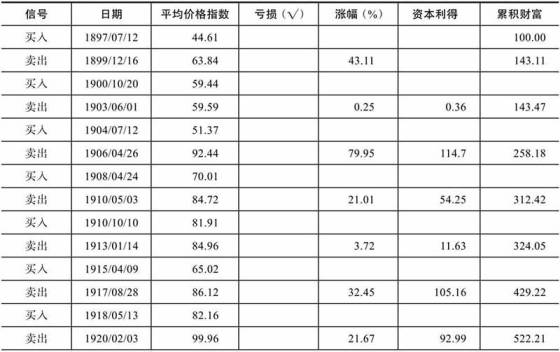 信号 日期 平均价格指数 亏损(√) 涨幅(%) 资本利得 累积财富
买入 1897/07/12 44.61 100.00
卖出 1899/12/16 63.84 43.11 143.11
买入 1900/10/20 59.44
卖出 1903/06/01 59.59 0.25 0.36 143.47
买入 1904/07/12 51.37
卖出 1906/04/26 92.44 79.95 114.7 258.18
买入 1908/04/24 70.01
卖出 1910/05/03 84.72 21.01 54.25 312.42
买入 1910/10/10 81.91
卖出 1913/01/14 84.96 3.72 11.63 324.05
买入 1915/04/09 65.02
卖出 1917/08/28 86.12 32.45 105.16 429.22
买入 1918/05/13 82.16
卖出 1920/02/03 99.96 21.67 92.99 522.21